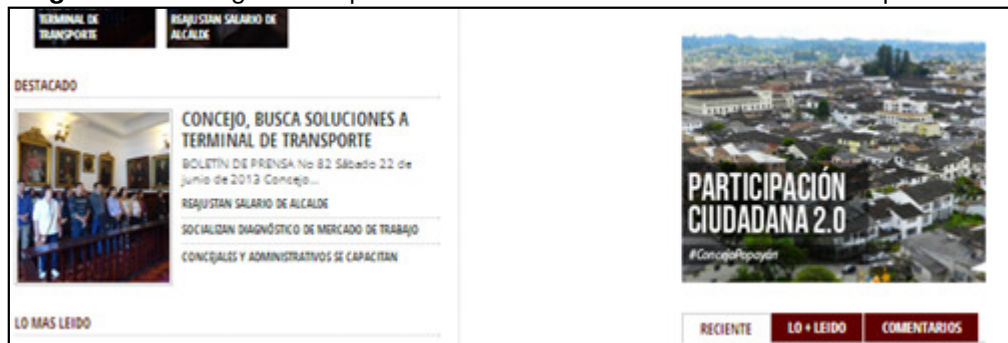 TERMINAL DE
TRANSPORTE
REAJUSTAN SALARIO DE
ALCALDE
DESTACADO
CONCEJO, BUSCA SOLUCIONES A
TERMINAL DE TRANSPORTE
BOLETÍN DE PRENSA No 82 Sábado 22 de
junio de 2013 Concejo...
REAJUSTAN SALARIO DE ALCALDE
SOCIALIZAN DIAGNÓSTICO DE MERCADO DE TRABAJO
CONCEJALES Y ADMINISTRATIVOS SE CAPACITAN
LO MAS LEIDO
PARTICIPACIÓN
CIUDADANA 2.0
#ConcejoPopayán
RECIENTE LO + LEIDO COMENTARIOS